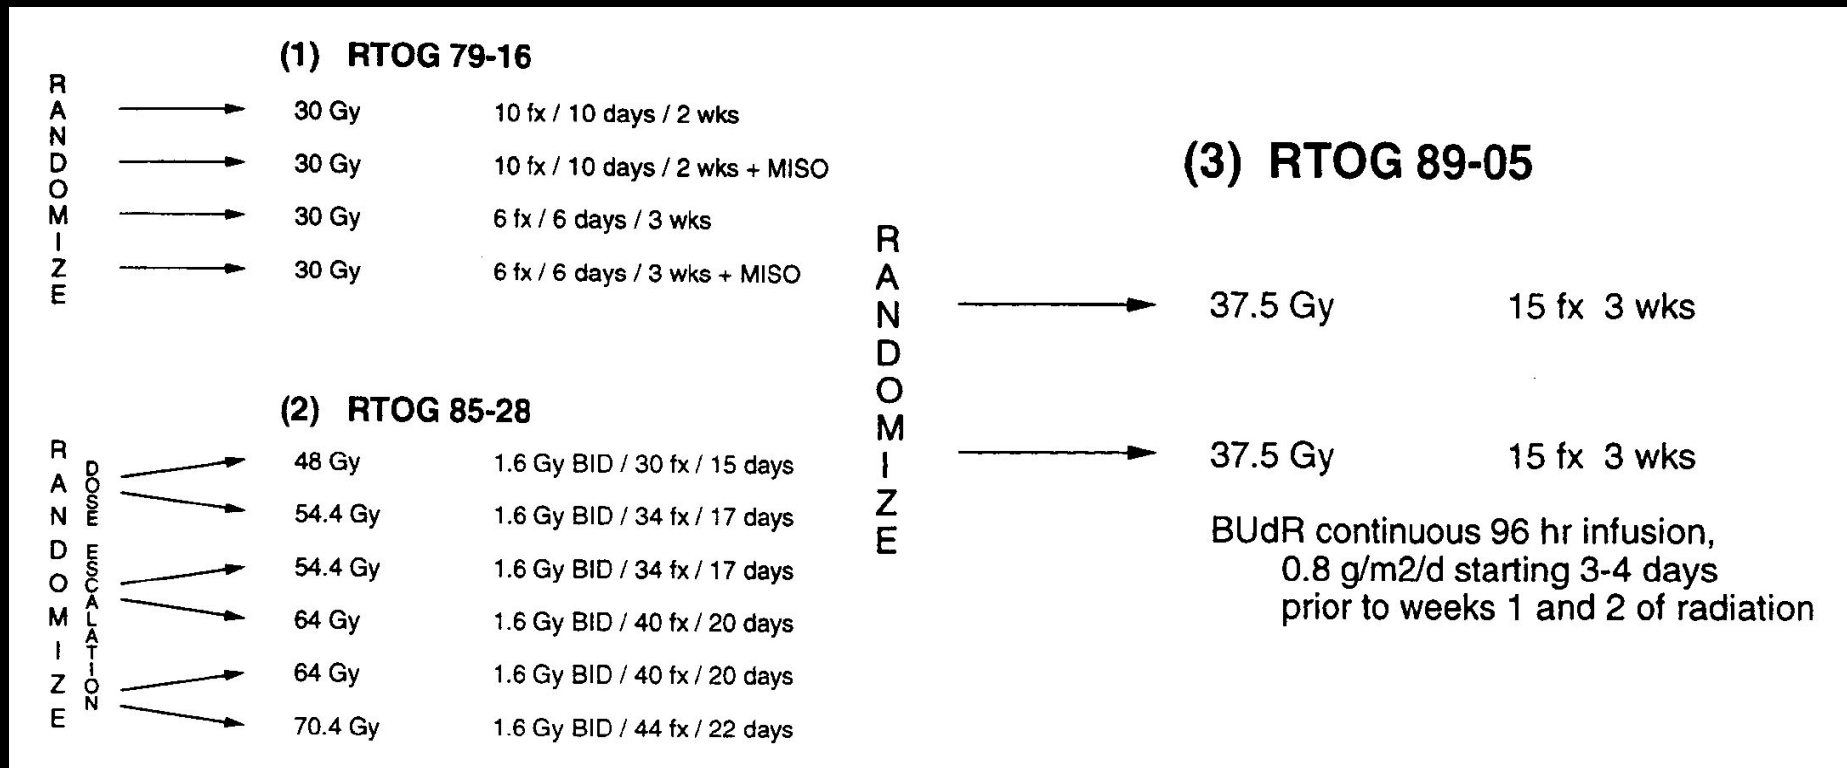 (1) RTOG 79-16
RANDOMIZE
30 Gy 10 fx / 10 days / 2 wks
30 Gy 10 fx / 10 days / 2 wks + MISO
30 Gy 6 fx / 6 days / 3 wks
30 Gy 6 fx / 6 days / 3 wks + MISO
(2) RTOG 85-28
RANDOMIZE
DOSE ESCALATION
48 Gy 1.6 Gy BID / 30 fx / 15 days
54.4 Gy 1.6 Gy BID / 34 fx / 17 days
54.4 Gy 1.6 Gy BID / 34 fx / 17 days
64 Gy 1.6 Gy BID / 40 fx / 20 days
64 Gy 1.6 Gy BID / 40 fx / 20 days
70.4 Gy 1.6 Gy BID / 44 fx / 22 days
(3) RTOG 89-05
RANDOMIZE
37.5 Gy 15 fx 3 wks
37.5 Gy 15 fx 3 wks
BUdR continuous 96 hr infusion,
0.8 g/m2/d starting 3-4 days
prior to weeks 1 and 2 of radiation